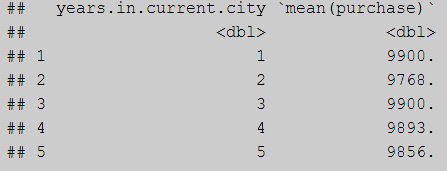 ##   years.in.current.city `mean(purchase)`
##                   <dbl>            <dbl>
## 1                     1            9900.
## 2                     2            9768.
## 3                     3            9900.
## 4                     4            9893.
## 5                     5            9856.